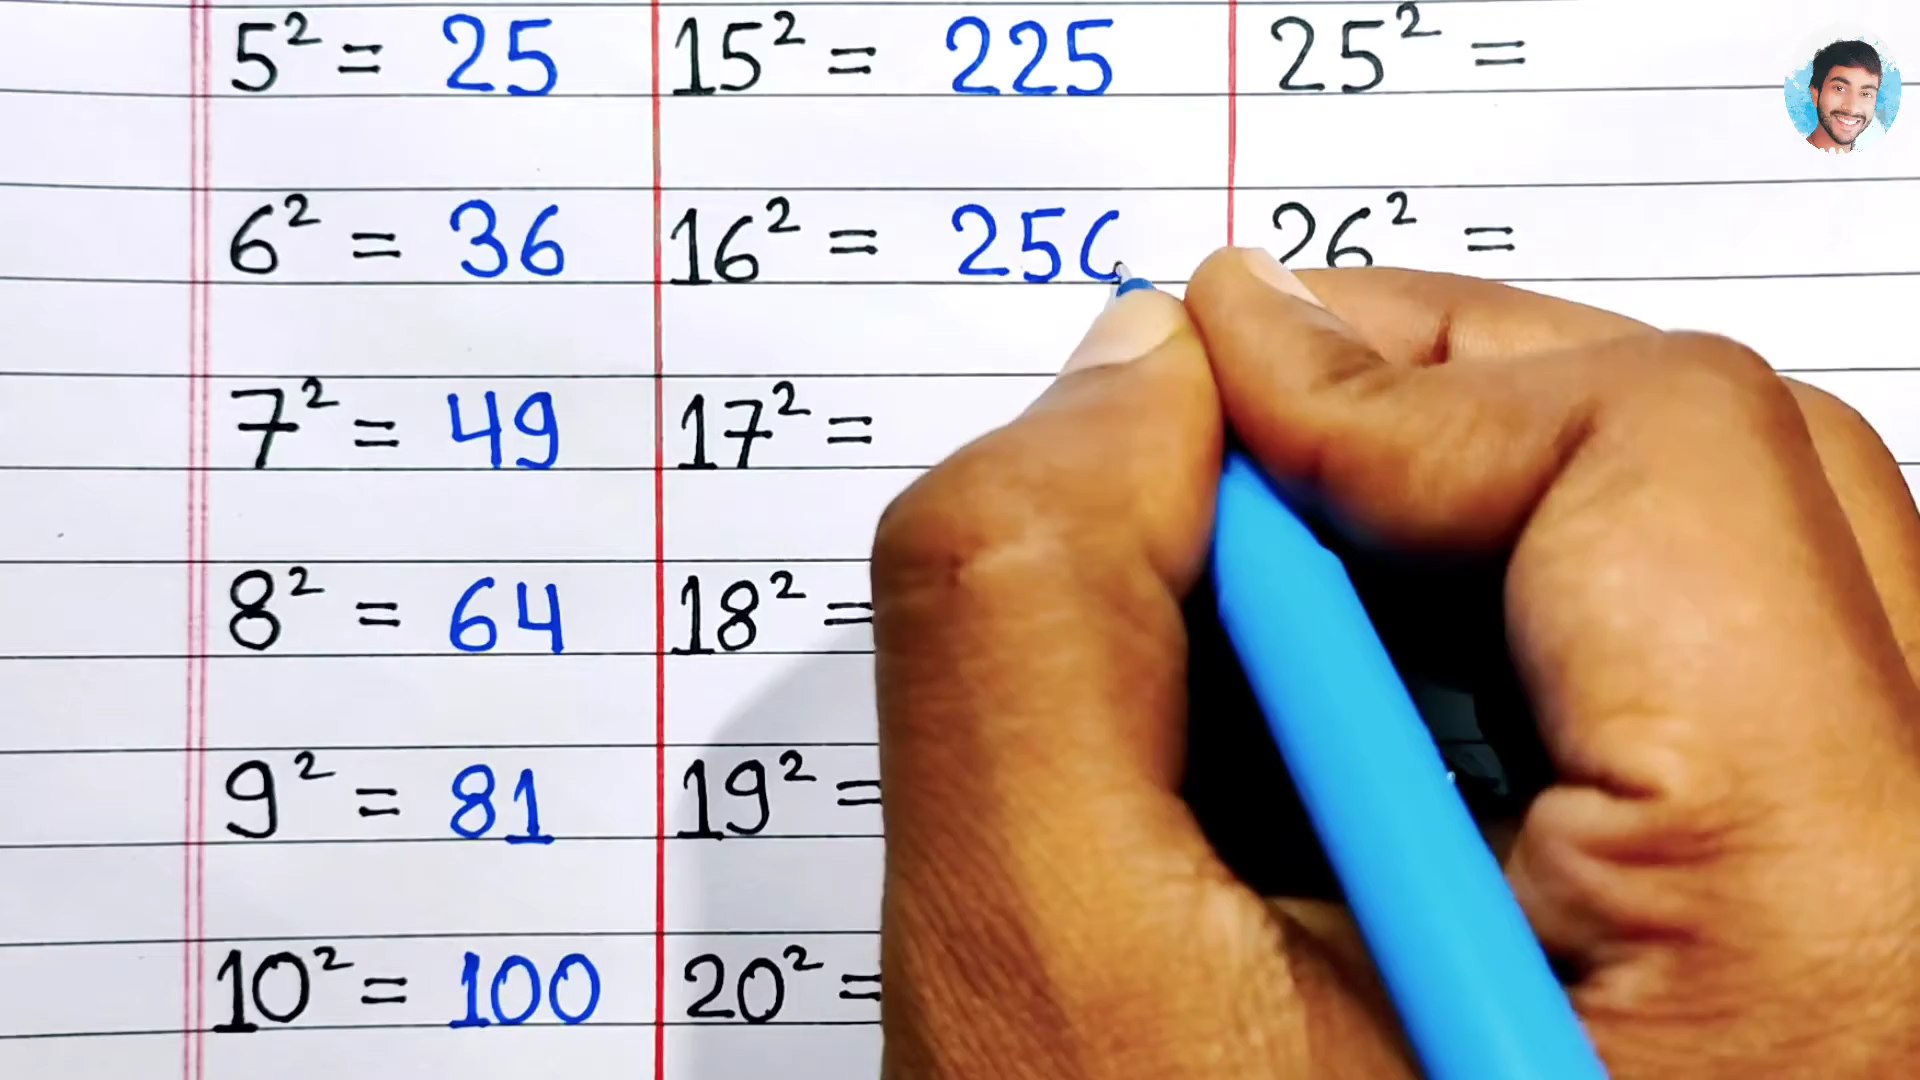 5² = 25 15² = 225 25² =
6² = 36 16² = 256 26² =
7² = 49 17² =
8² = 64 18² =
9² = 81 19² =
10² = 100 20² =